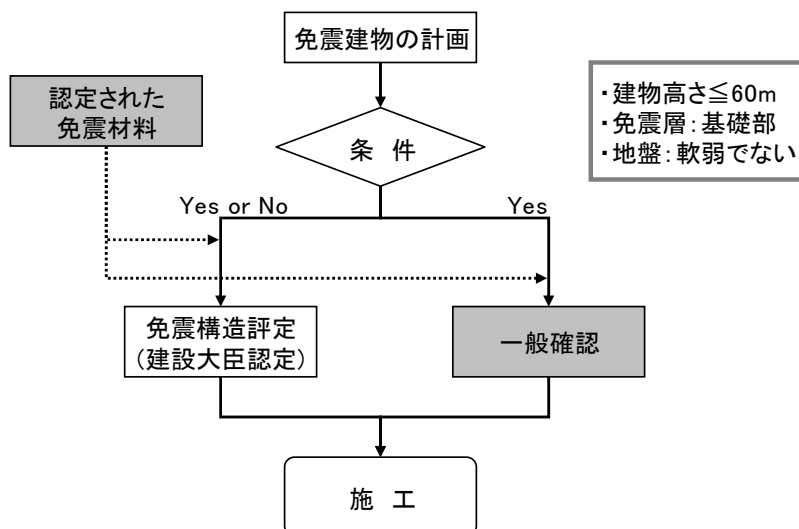 免震建物の計画
認定された
免震材料
・建物高さ≦60m
・免震層：基礎部
・地盤：軟弱でない
条　件
Yes or No
Yes
免震構造評定
（建設大臣認定）
一般確認
施　工